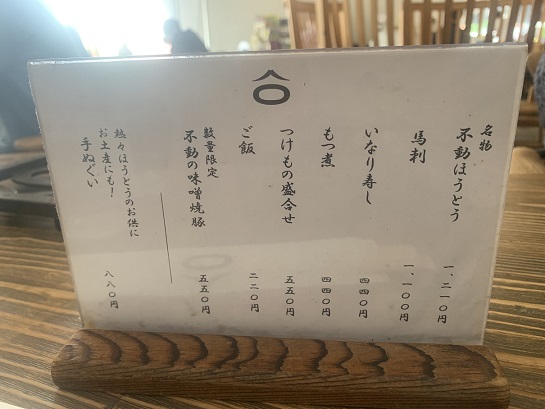 名物
不動ほうとう 一、二一〇円
馬刺 一、一〇〇円
いなり寿し 四四〇円
もつ煮 四四〇円
つけもの盛合せ 五五〇円
ご飯 二二〇円
数量限定
不動の味噌焼豚 五五〇円
熱々ほうとうのお供に
お土産にも!
手ぬぐい 八八〇円